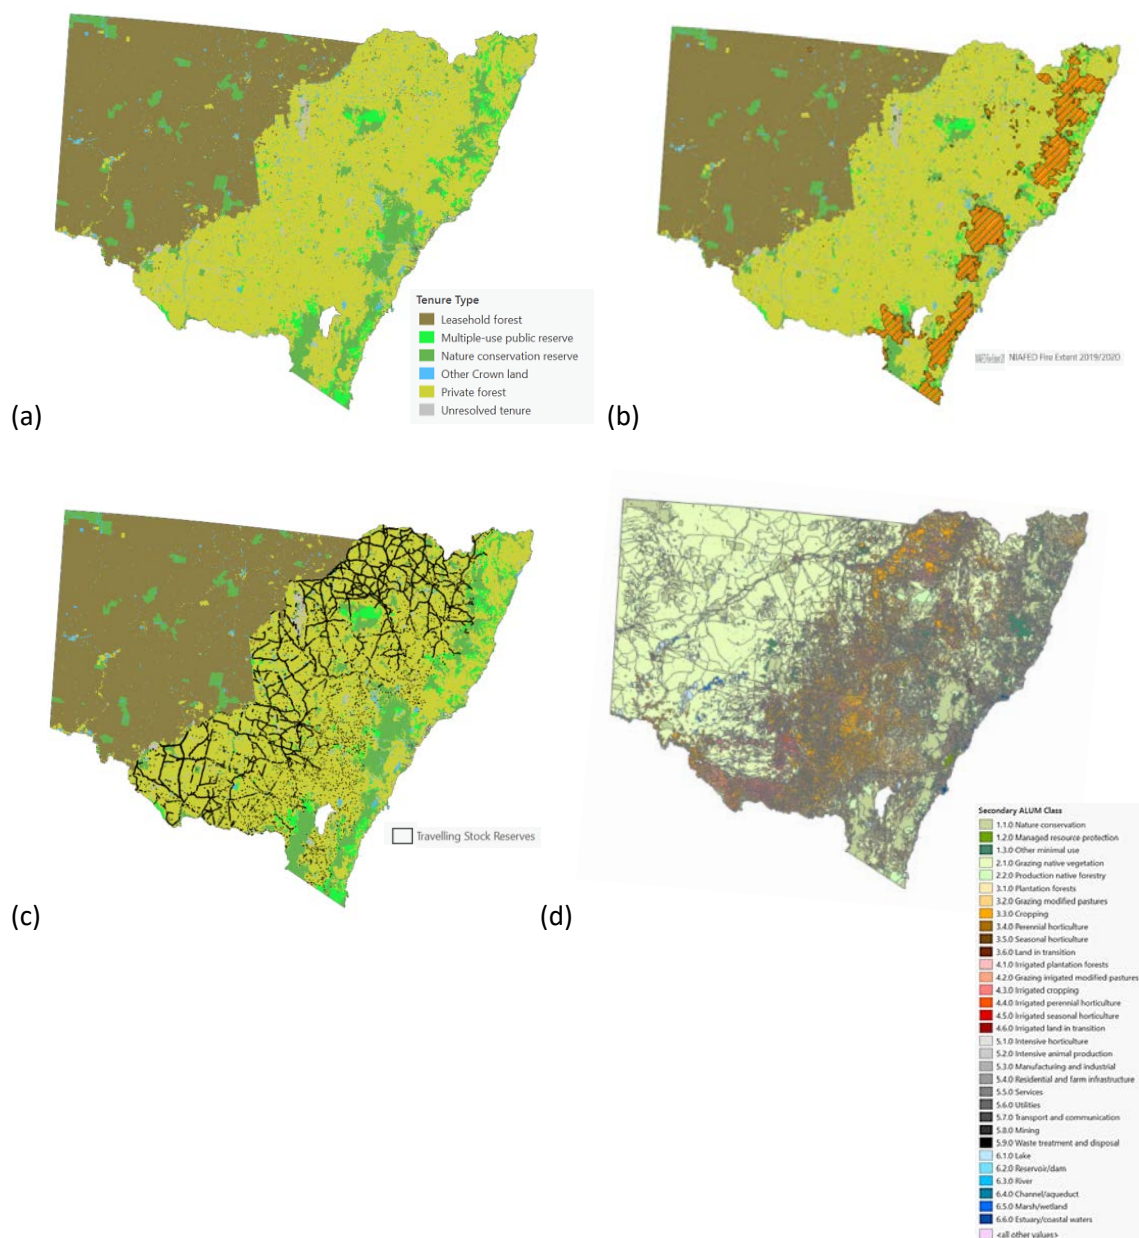 Tenure Type
Leasehold forest
Multiple-use public reserve
Nature conservation reserve
Other Crown land
Private forest
Unresolved tenure
(a)
NIAFED Fire Extent 2019/2020
(b)
Travelling Stock Reserves
(c)
(d)
Secondary ALUM Class
1.1.0 Nature conservation
1.2.0 Managed resource protection
1.3.0 Other minimal use
2.1.0 Grazing native vegetation
2.2.0 Production native forestry
3.1.0 Plantation forests
3.2.0 Grazing modified pastures
3.3.0 Cropping
3.4.0 Perennial horticulture
3.5.0 Seasonal horticulture
3.6.0 Land in transition
4.1.0 Irrigated plantation forests
4.2.0 Grazing irrigated modified pastures
4.3.0 Irrigated cropping
4.4.0 Irrigated perennial horticulture
4.5.0 Irrigated seasonal horticulture
4.6.0 Irrigated land in transition
5.1.0 Intensive horticulture
5.2.0 Intensive animal production
5.3.0 Manufacturing and industrial
5.4.0 Residential and farm infrastructure
5.5.0 Services
5.6.0 Utilities
5.7.0 Transport and communication
5.8.0 Mining
5.9.0 Waste treatment and disposal
6.1.0 Lake
6.2.0 Reservoir/dam
6.3.0 River
6.4.0 Channel/aqueduct
6.5.0 Marsh/wetland
6.6.0 Estuary/coastal waters
<all other values>